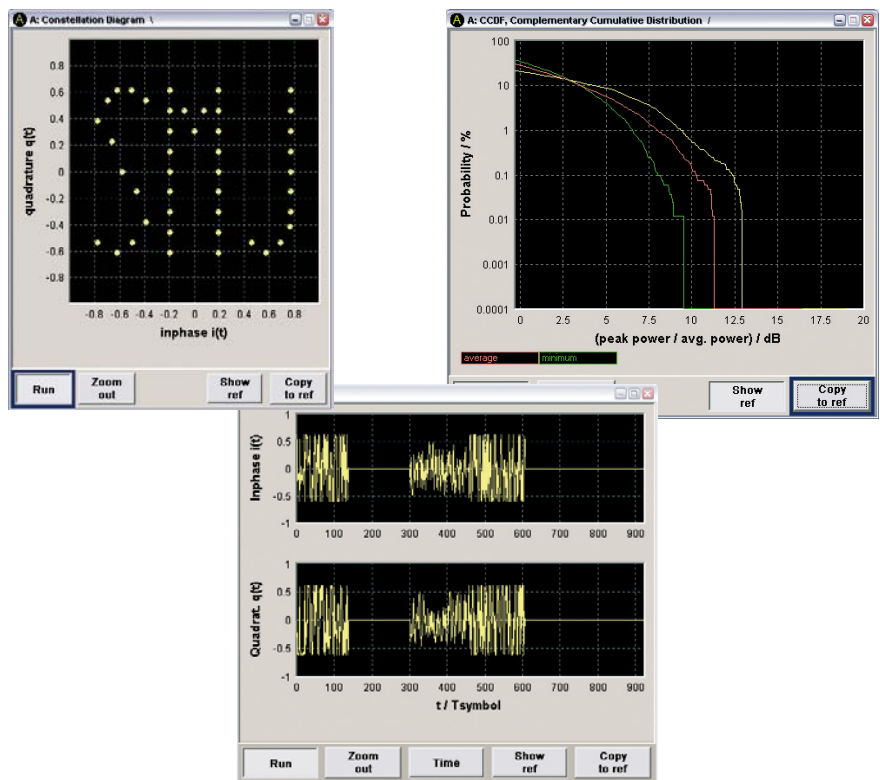 A: Constellation Diagram \
0.8
0.6
0.4
0.2
0
-0.2
-0.4
-0.6
-0.8
quadrature q(t)
-0.8 -0.6 -0.4 -0.2 0 0.2 0.4 0.6 0.8
inphase i(t)
Run
Zoom
out
Show
ref
Copy
to ref
A: CCDF, Complementary Cumulative Distribution /
100
10
1
0.1
0.01
0.001
0.0001
Probability / %
0 2.5 5 7.5 10 12.5 15 17.5 20
(peak power / avg. power) / dB
average
minimum
Show
ref
Copy
to ref
1
0.5
0
-0.5
-1
Inphase i(t)
0 100 200 300 400 500 600 700 800 900
1
0.5
0
-0.5
-1
Quadrat. q(t)
0 100 200 300 400 500 600 700 800 900
t / Tsymbol
Run
Zoom
out
Time
Show
ref
Copy
to ref